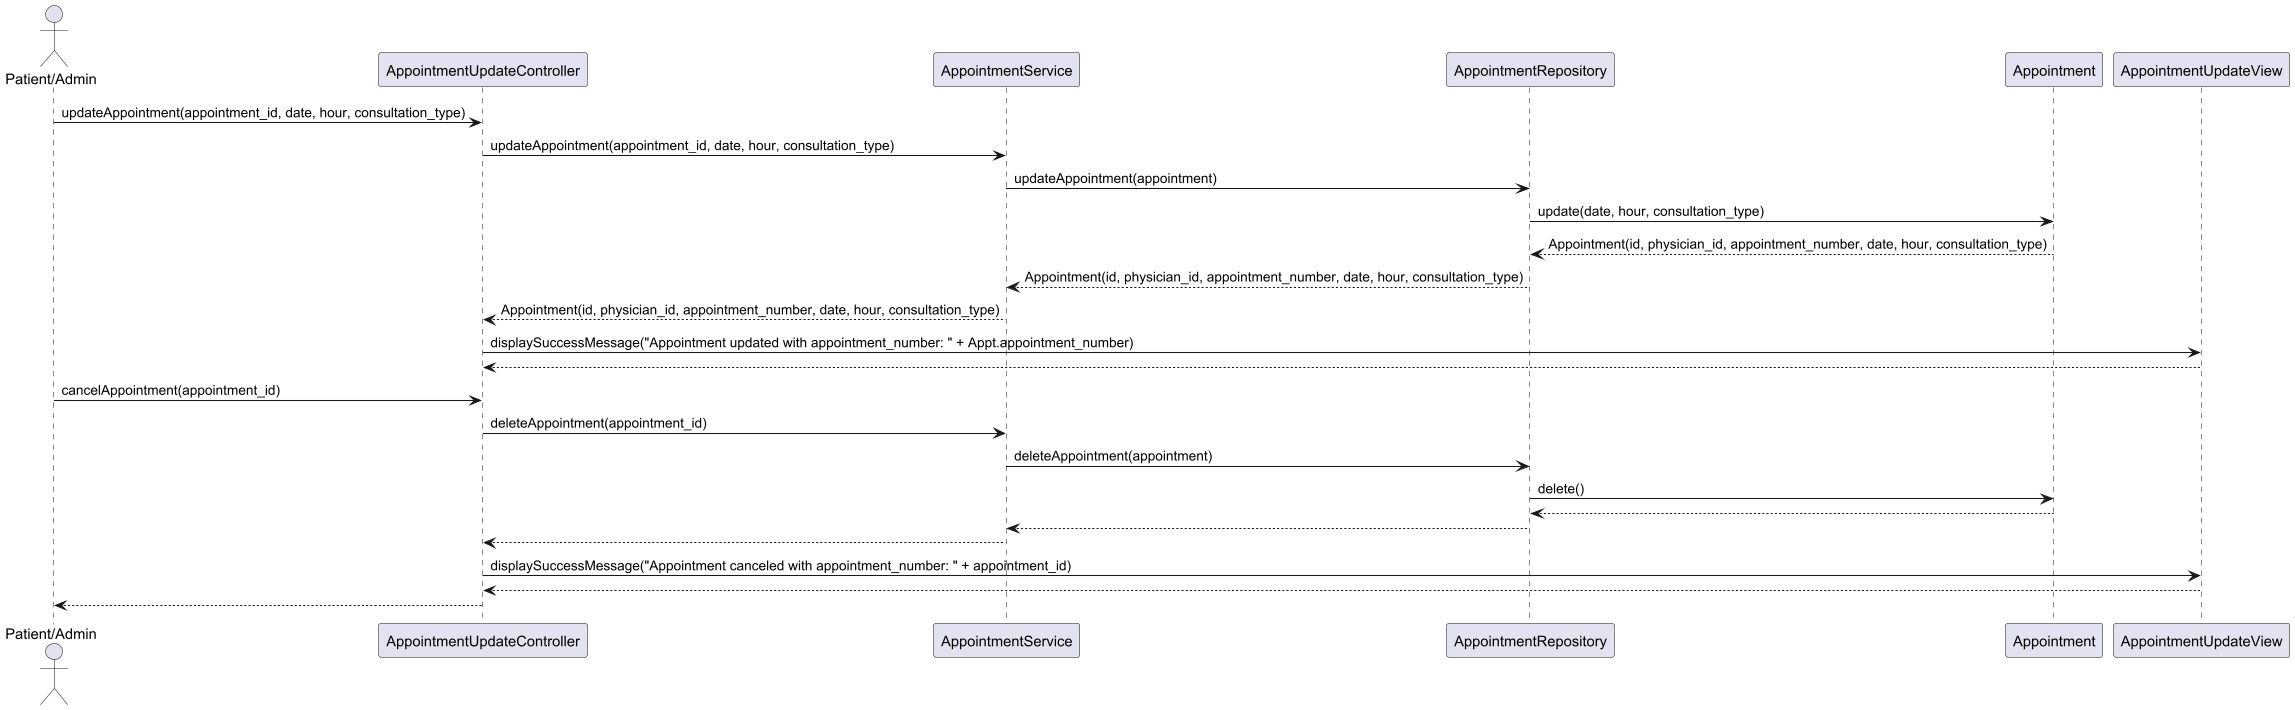 Patient/Admin
AppointmentUpdateController
AppointmentService
AppointmentRepository
Appointment
AppointmentUpdateView
updateAppointment(appointment_id, date, hour, consultation_type)
updateAppointment(appointment_id, date, hour, consultation_type)
updateAppointment(appointment)
update(date, hour, consultation_type)
Appointment(id, physician_id, appointment_number, date, hour, consultation_type)
Appointment(id, physician_id, appointment_number, date, hour, consultation_type)
Appointment(id, physician_id, appointment_number, date, hour, consultation_type)
displaySuccessMessage("Appointment updated with appointment_number: " + Appt.appointment_number)
cancelAppointment(appointment_id)
deleteAppointment(appointment_id)
deleteAppointment(appointment)
delete()
displaySuccessMessage("Appointment canceled with appointment_number: " + appointment_id)
Patient/Admin
AppointmentUpdateController
AppointmentService
AppointmentRepository
Appointment
AppointmentUpdateView